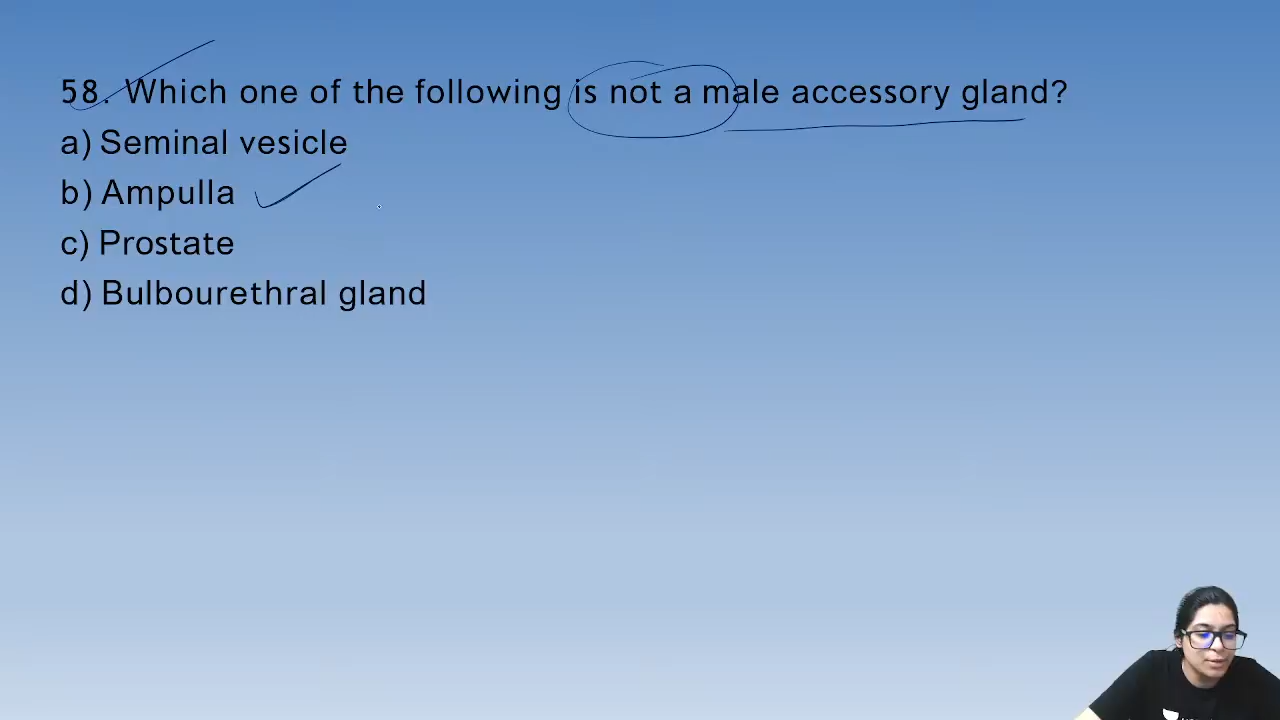 58. Which one of the following is not a male accessory gland?
a) Seminal vesicle
b) Ampulla
c) Prostate
d) Bulbourethral gland